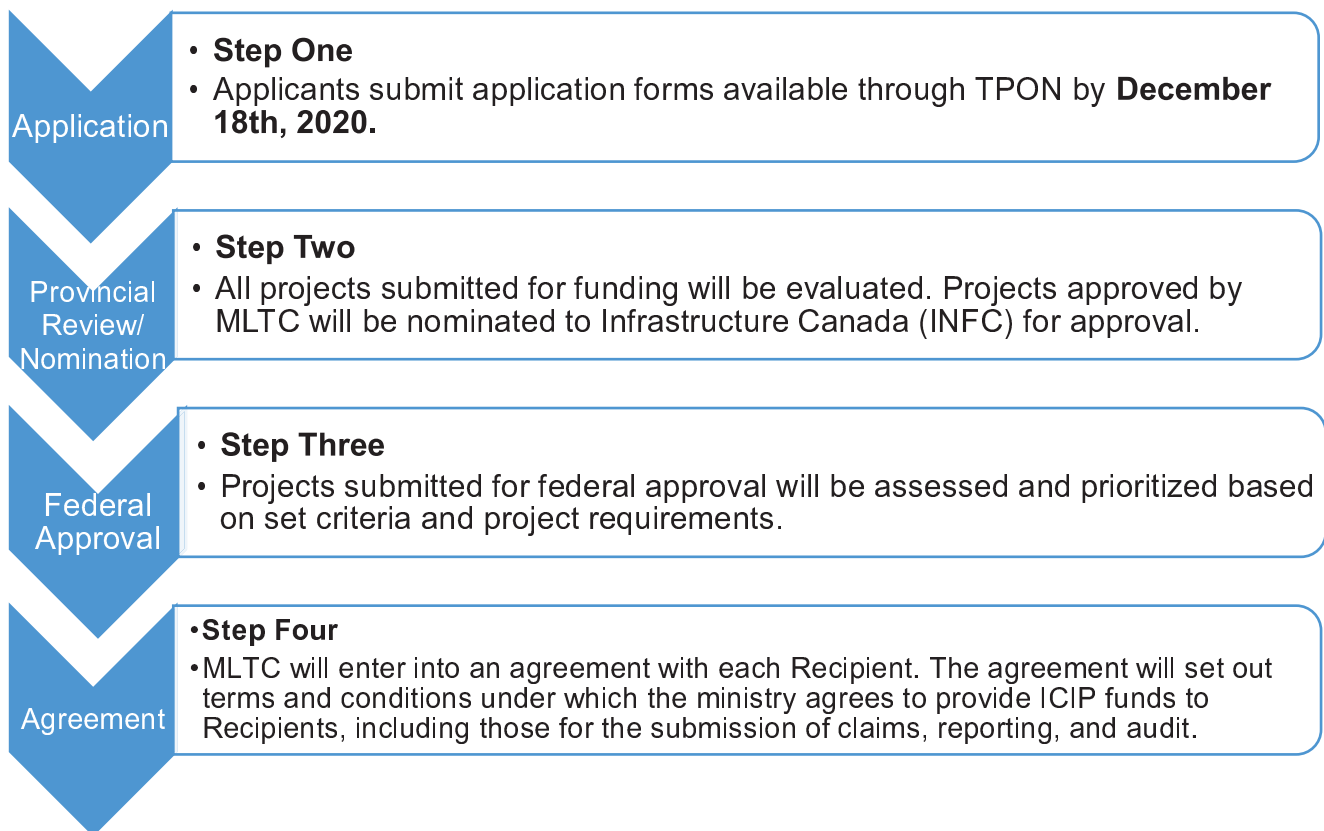 Application
• Step One
• Applicants submit application forms available through TPON by December
18th, 2020.
Provincial
Review/
Nomination
• Step Two
• All projects submitted for funding will be evaluated. Projects approved by
MLTC will be nominated to Infrastructure Canada (INFC) for approval.
Federal
Approval
• Step Three
• Projects submitted for federal approval will be assessed and prioritized based
on set criteria and project requirements.
Agreement
•Step Four
•MLTC will enter into an agreement with each Recipient. The agreement will set out
terms and conditions under which the ministry agrees to provide ICIP funds to
Recipients, including those for the submission of claims, reporting, and audit.